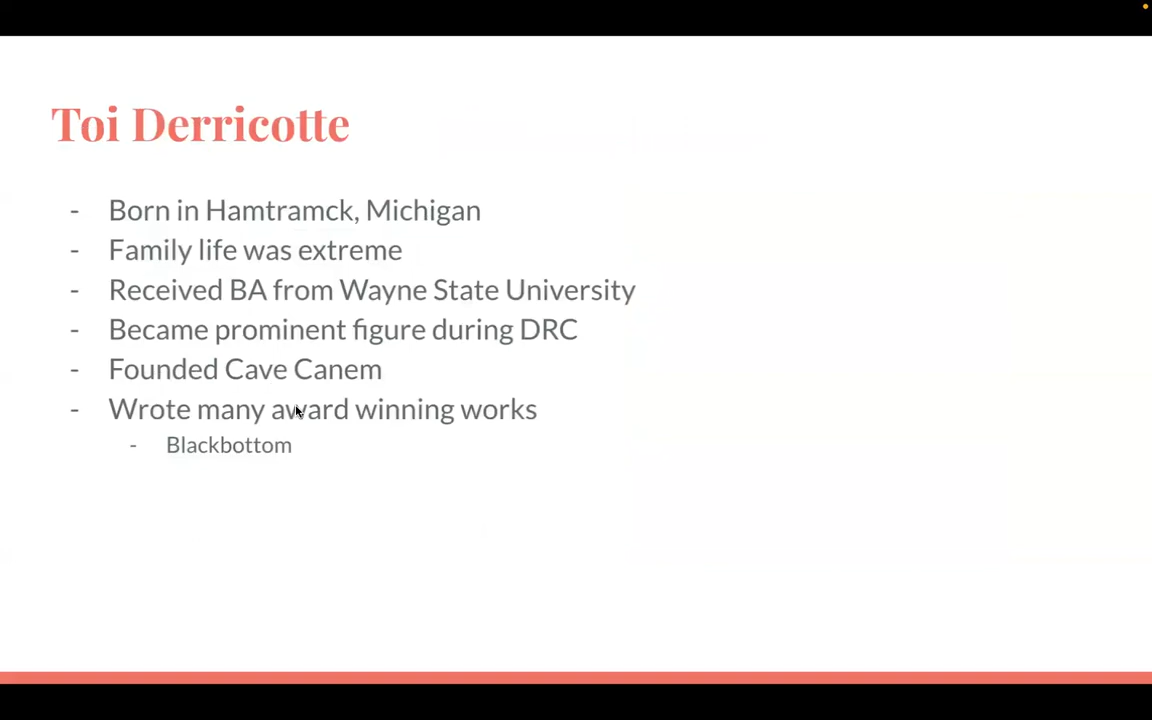 Toi Derricotte
- Born in Hamtramck, Michigan
- Family life was extreme
- Received BA from Wayne State University
- Became prominent figure during DRC
- Founded Cave Canem
- Wrote many award winning works
- Blackbottom